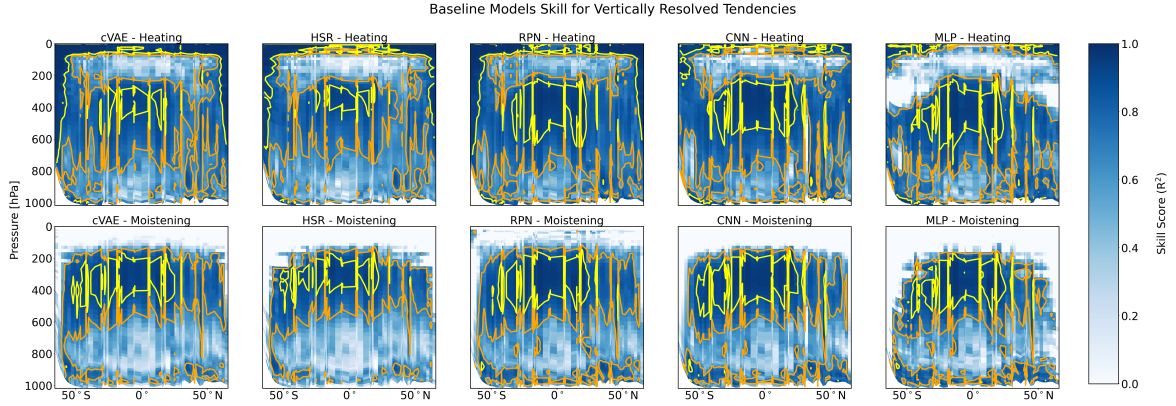 Baseline Models Skill for Vertically Resolved Tendencies
cVAE - Heating
HSR - Heating
RPN - Heating
CNN - Heating
MLP - Heating
0
200
400
600
800
1000
cVAE - Moistening
HSR - Moistening
RPN - Moistening
CNN - Moistening
MLP - Moistening
0
200
400
600
800
1000
Pressure [hPa]
50°S 0° 50°N
50°S 0° 50°N
50°S 0° 50°N
50°S 0° 50°N
50°S 0° 50°N
1.0
0.8
0.6
0.4
0.2
0.0
Skill Score (R²)